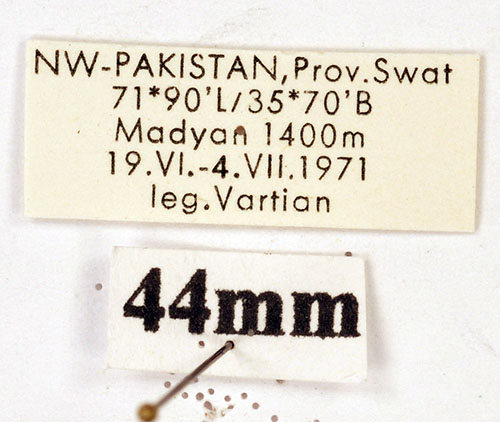 NW-PAKISTAN, Prov. Swat
71*90'L/35*70'B
Madyan 1400m
19.VI.-4.VII.1971
leg. Vartian
44mm